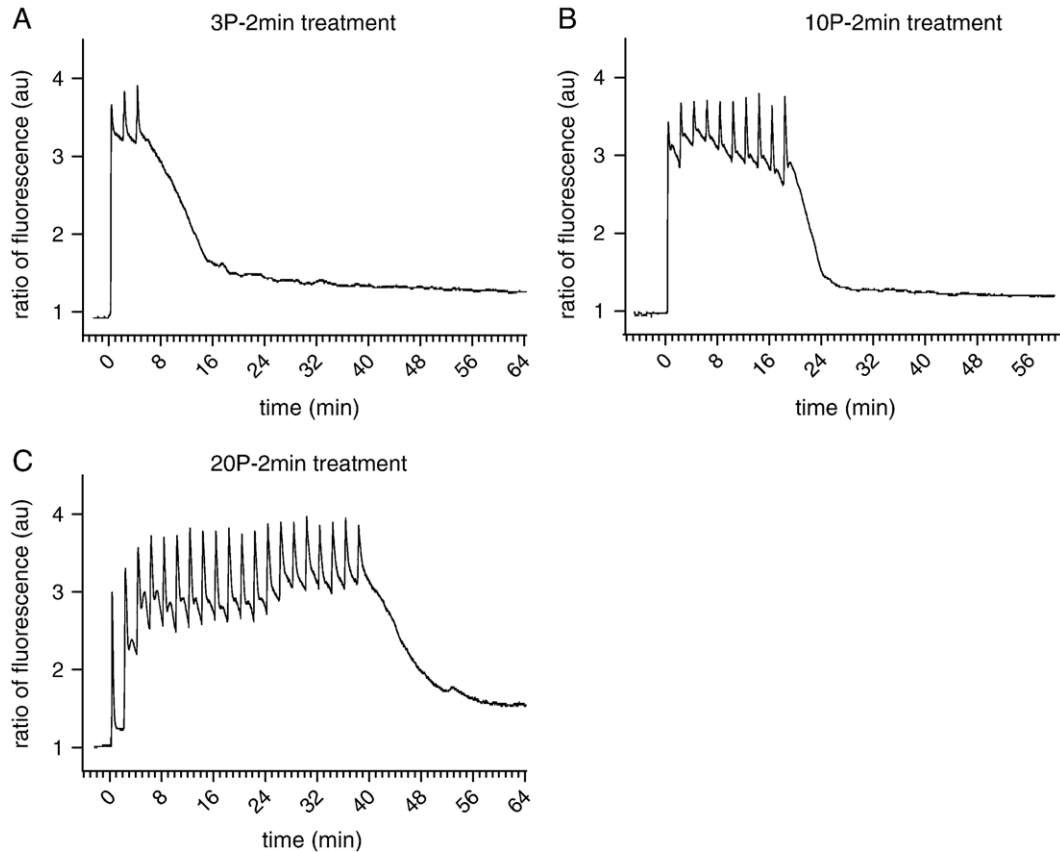 A
3P-2min treatment
ratio of fluorescence (au)
4
3
2
1
0 8 16 24 32 40 48 56 64
time (min)
B
10P-2min treatment
ratio of fluorescence (au)
4
3
2
1
0 8 16 24 32 40 48 56
time (min)
C
20P-2min treatment
ratio of fluorescence (au)
4
3
2
1
0 8 16 24 32 40 48 56 64
time (min)